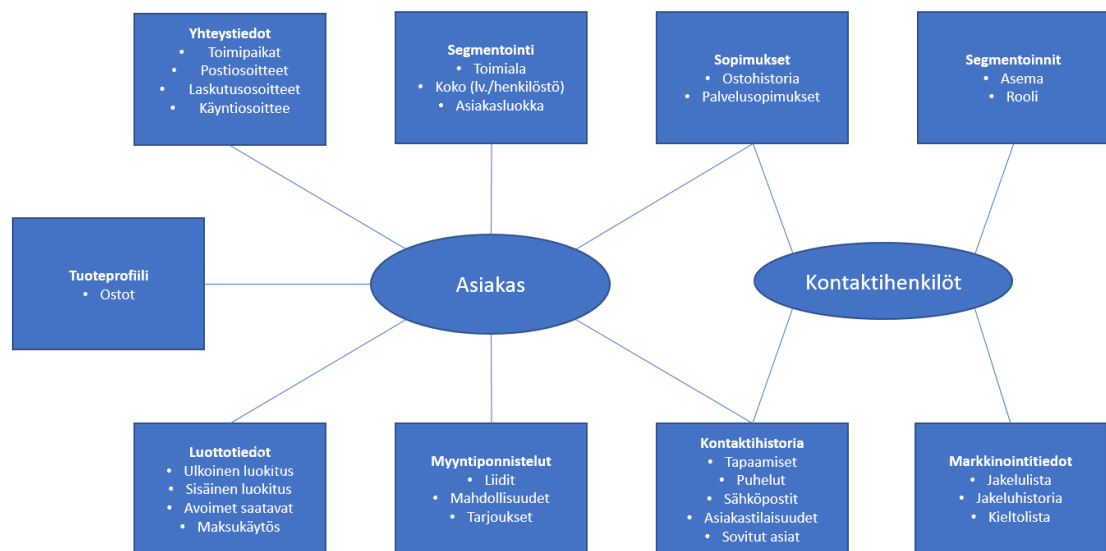 Yhteystiedot
• Toimipaikat
• Postiosoitteet
• Laskutusosoitteet
• Käyntiosoittee
Segmentointi
• Toimiala
• Koko (lv./henkilöstö)
• Asiakasluokka
Sopimukset
• Ostohistoria
• Palvelusopimukset
Segmentoinnit
• Asema
• Rooli
Tuoteprofiili
• Ostot
Asiakas
Kontaktihenkilöt
Luottotiedot
• Ulkoinen luokitus
• Sisäinen luokitus
• Avoimet saatavat
• Maksukäytös
Myyntiponnistelut
• Liidit
• Mahdollisuudet
• Tarjoukset
Kontaktihistoria
• Tapaamiset
• Puhelut
• Sähköpostit
• Asiakastilaisuudet
• Sovitut asiat
Markkinointitiedot
• Jakelulista
• Jakeluhistoria
• Kieltolista